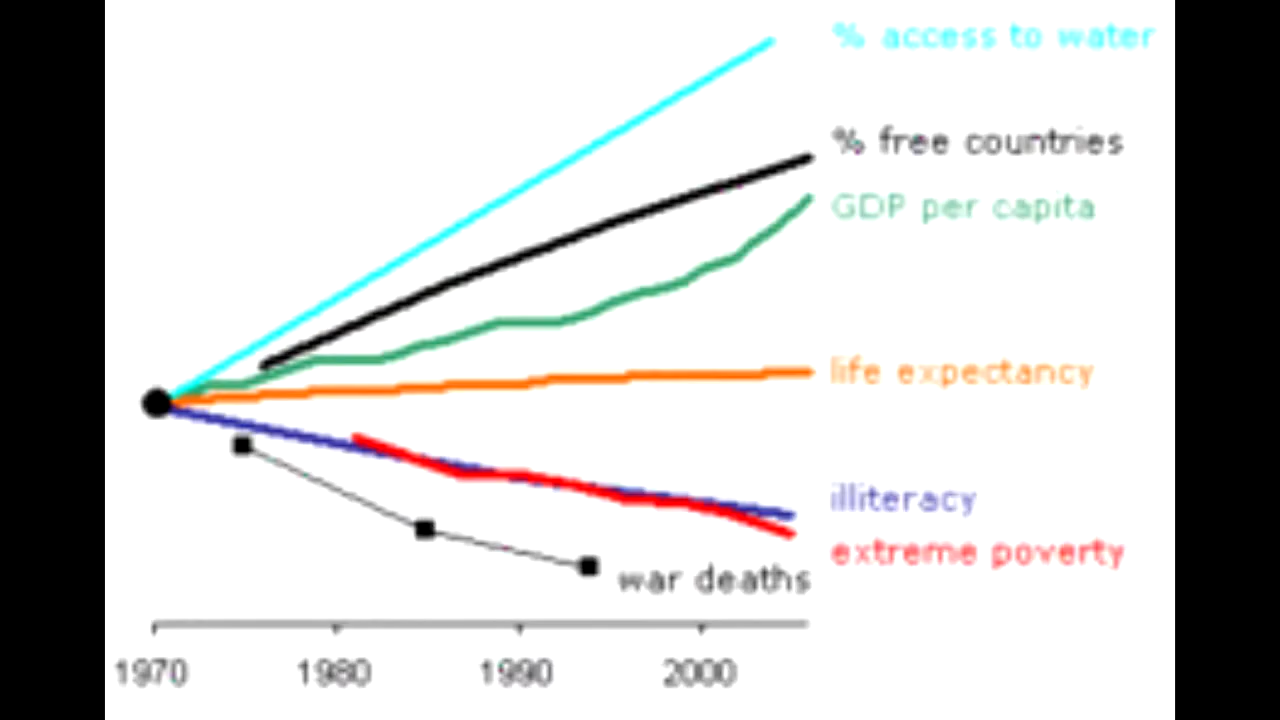 % access to water
% free countries
GDP per capita
life expectancy
illiteracy
extreme poverty
war deaths
1970 1980 1990 2000